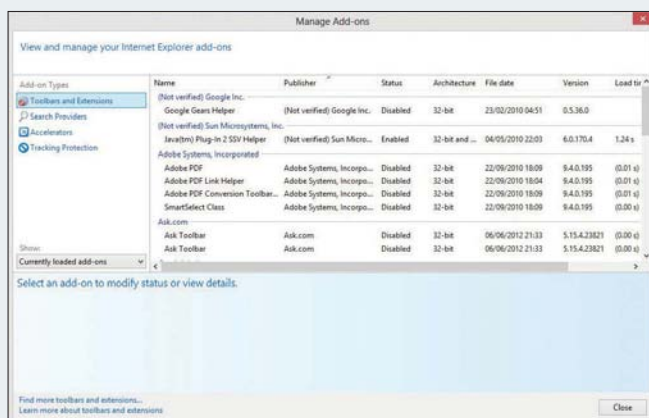 Manage Add-ons
View and manage your Internet Explorer add-ons
Add-on Types
Toolbars and Extensions
Search Providers
Accelerators
Tracking Protection
Show:
Currently loaded add-ons
Name Publisher Status Architecture File date Version Load tir
(Not verified) Google Inc.
Google Gears Helper (Not verified) Google Inc. Disabled 32-bit 23/02/2010 04:51 0.5.36.0
(Not verified) Sun Microsystems, Inc.
Java(tm) Plug-In 2 SSV Helper (Not verified) Sun Micro... Enabled 32-bit and ... 04/05/2010 22:03 6.0.170.4 1.24 s
Adobe Systems, Incorporated
Adobe PDF Adobe Systems, Incorpo... Disabled 32-bit 22/09/2010 18:09 9.4.0.195 (0.01 s)
Adobe PDF Link Helper Adobe Systems, Incorpo... Disabled 32-bit 22/09/2010 18:04 9.4.0.195 (0.01 s)
Adobe PDF Conversion Toolbar... Adobe Systems, Incorpo... Disabled 32-bit 22/09/2010 18:09 9.4.0.195 (0.01 s)
SmartSelect Class Adobe Systems, Incorpo... Disabled 32-bit 22/09/2010 18:09 9.4.0.195 (0.00 s)
Ask.com
Ask Toolbar Ask.com Disabled 32-bit 06/06/2012 21:33 5.15.4.23821 (0.00 s)
Ask Toolbar Ask.com Disabled 32-bit 06/06/2012 21:33 5.15.4.23821 (0.00 s)
Select an add-on to modify status or view details.
Find more toolbars and extensions...
Learn more about toolbars and extensions
Close